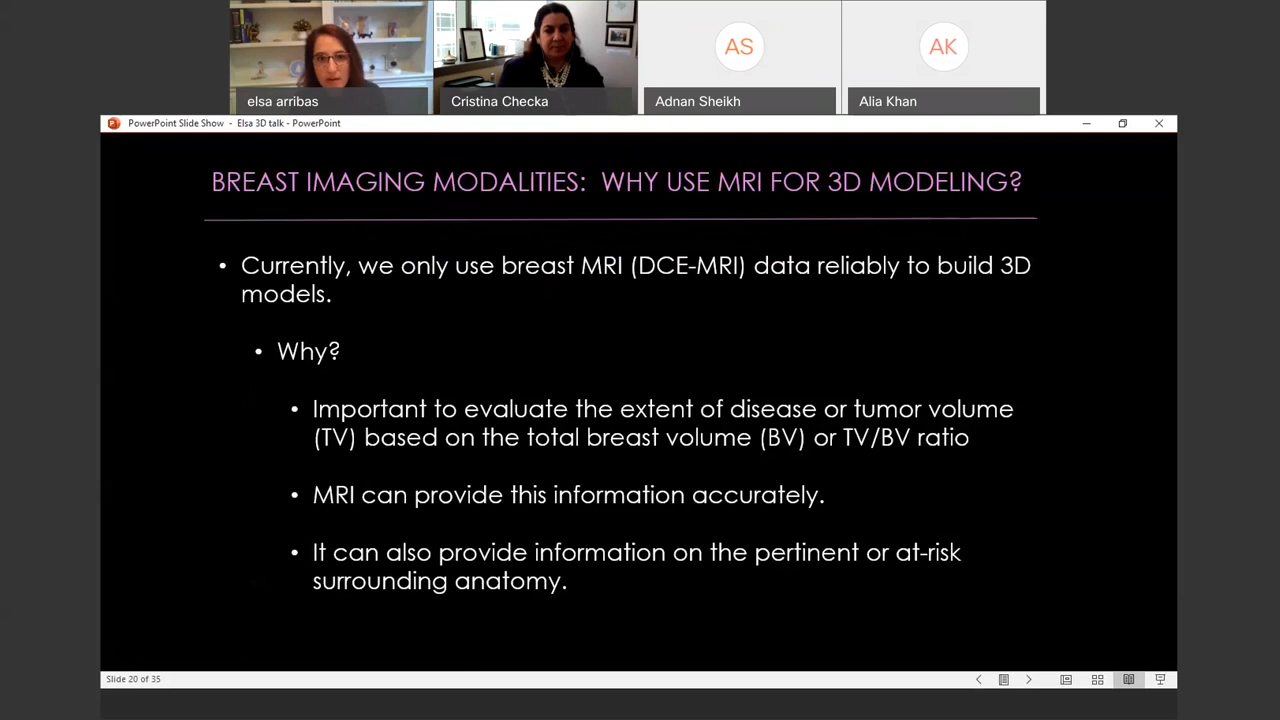 AS
AK
elsa arribas
Cristina Checka
Adnan Sheikh
Alia Khan
PowerPoint Slide Show - Elsa 3D talk - PowerPoint
BREAST IMAGING MODALITIES: WHY USE MRI FOR 3D MODELING?
• Currently, we only use breast MRI (DCE-MRI) data reliably to build 3D
models.
• Why?
• Important to evaluate the extent of disease or tumor volume
(TV) based on the total breast volume (BV) or TV/BV ratio
• MRI can provide this information accurately.
• It can also provide information on the pertinent or at-risk
surrounding anatomy.
Slide 20 of 35